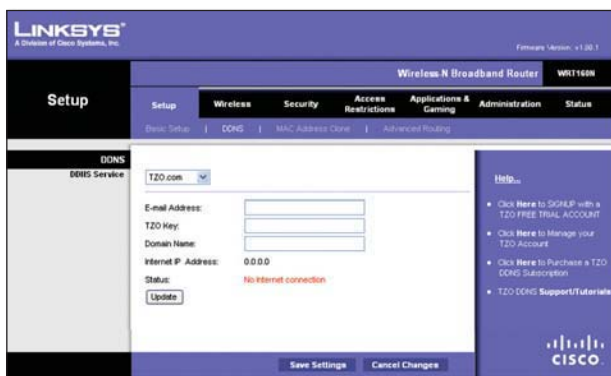 LINKSYS®
A Division of Cisco Systems, Inc.
Firmware Version: v1.00.1
Wireless-N Broadband Router WRT160N
Setup
Setup Wireless Security Access Restrictions Applications & Gaming Administration Status
Basic Setup | DDNS | MAC Address Clone | Advanced Routing
DDNS
DDNS Service
TZO.com
E-mail Address:
TZO Key:
Domain Name:
Internet IP Address: 0.0.0.0
Status: No Internet connection
Update
Help...
Click Here to SIGNUP with a
TZO FREE TRIAL ACCOUNT
Click Here to Manage your
TZO Account
Click Here to Purchase a TZO
DDNS Subscription
TZO DDNS Support/Tutorials
Save Settings Cancel Changes
CISCO